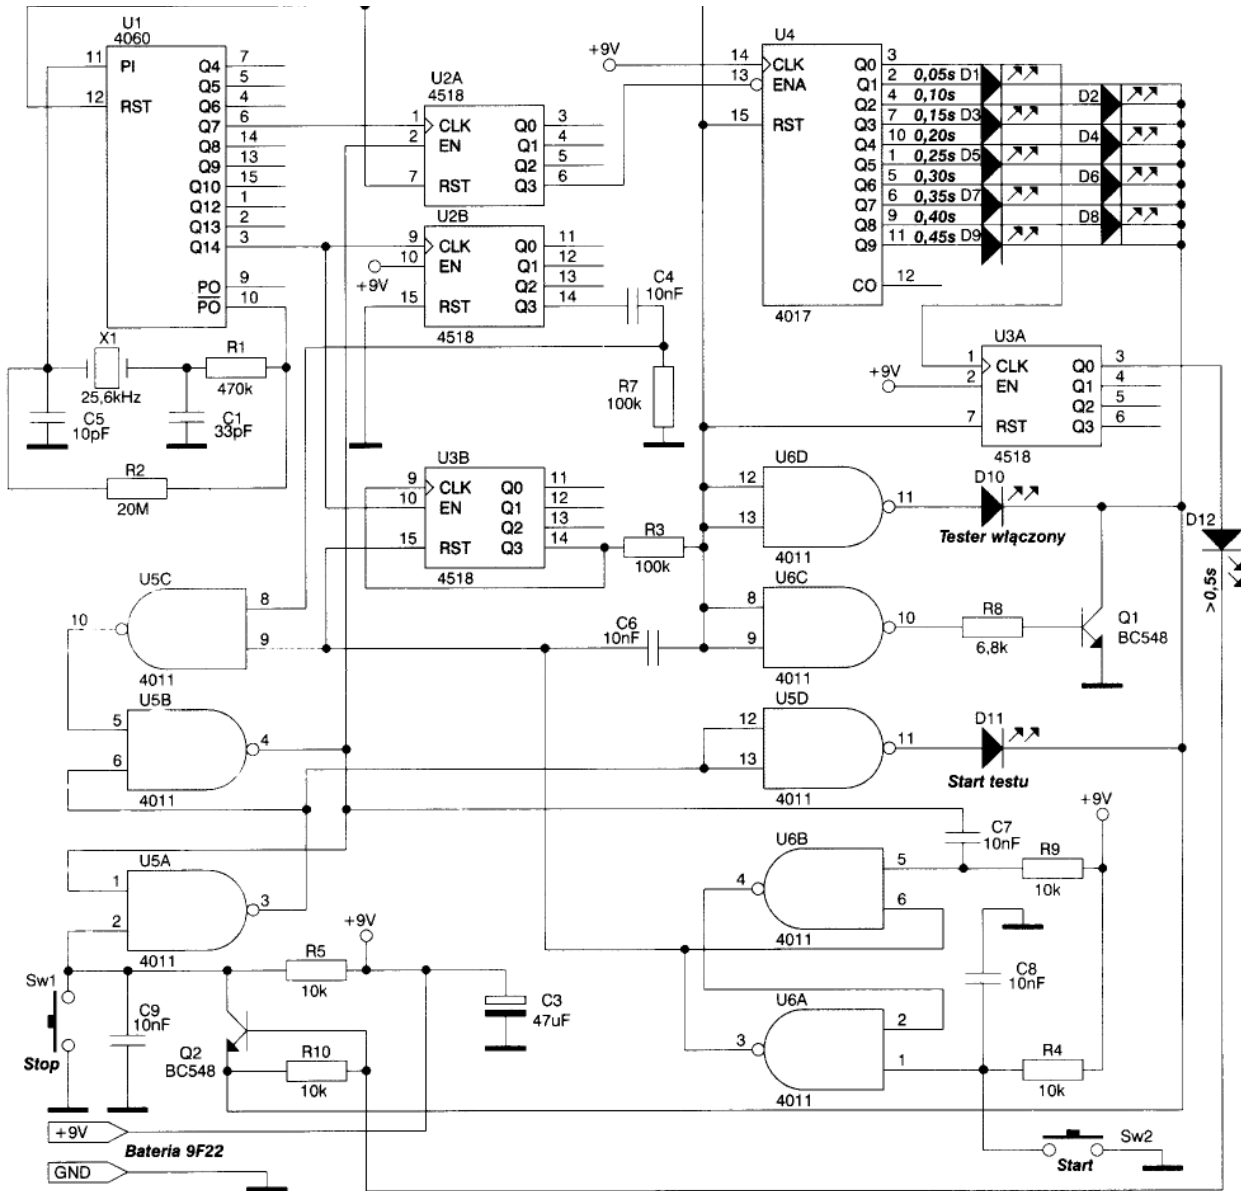 U1
4060
11 PI Q4 7
Q5 5
12 RST Q6 4
Q7 6
Q8 14
Q9 13
Q10 15
Q12 1
Q13 2
Q14 3
PO 9
PO 10
X1
25,6kHz
R1
470k
C5
10pF
C1
33pF
R2
20M
U2A
4518
1 CLK Q0 3
2 EN Q1 4
Q2 5
7 RST Q3 6
U2B
9 CLK Q0 11
10 EN Q1 12
+9V
Q2 13
15 RST Q3 14
4518
C4
10nF
R7
100k
U4
+9V
14 CLK Q0 3
13 ENA Q1 2 0,05s D1
Q2 4 0,10s D2
15 RST Q3 7 0,15s D3
Q4 10 0,20s D4
Q5 1 0,25s D5
Q6 5 0,30s D6
Q7 6 0,35s D7
Q8 9 0,40s D8
Q9 11 0,45s D9
CO 12
4017
U3A
1 CLK Q0 3
+9V
2 EN Q1 4
Q2 5
7 RST Q3 6
4518
U3B
9 CLK Q0 11
10 EN Q1 12
Q2 13
15 RST Q3 14
4518
R3
100k
U6D
12
13
11
4011
D10
Tester włączony
D12
>0,5s
U5C
10
8
9
4011
C6
10nF
U6C
8
9
10
4011
R8
6,8k
Q1
BC548
U5B
5
6
4
4011
U5D
12
13
11
4011
D11
Start testu
+9V
U5A
1
2
3
4011
C7
10nF
R9
10k
U6B
4
5
6
4011
C8
10nF
U6A
3
2
1
4011
R4
10k
Sw1
Stop
C9
10nF
R5
10k
+9V
C3
47uF
Q2
BC548
R10
10k
Sw2
Start
+9V
Bateria 9F22
GND